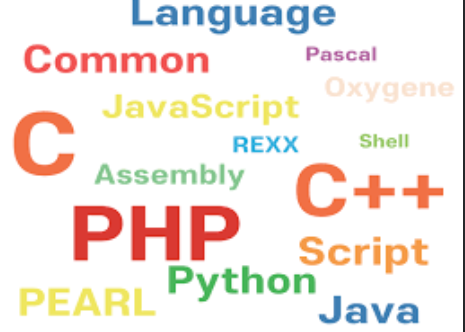 Language
Common
Pascal
Oxygene
JavaScript
C
REXX
Shell
Assembly
C++
PHP
Script
Python
PEARL
Java